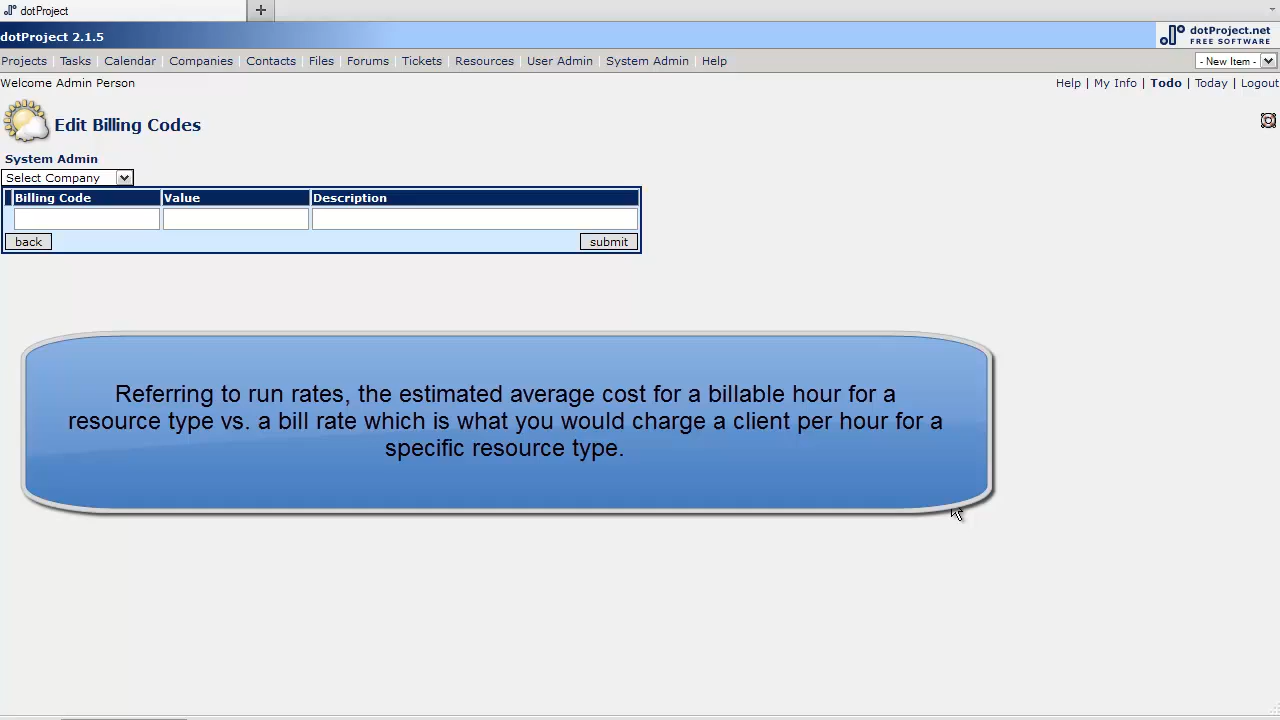 dotProject
dotProject 2.1.5
dotProject.net
FREE SOFTWARE
Projects Tasks Calendar Companies Contacts Files Forums Tickets Resources User Admin System Admin Help
- New Item -
Welcome Admin Person
Help | My Info | Todo | Today | Logout
Edit Billing Codes
System Admin
Select Company
Billing Code Value Description
back submit
Referring to run rates, the estimated average cost for a billable hour for a
resource type vs. a bill rate which is what you would charge a client per hour for a
specific resource type.